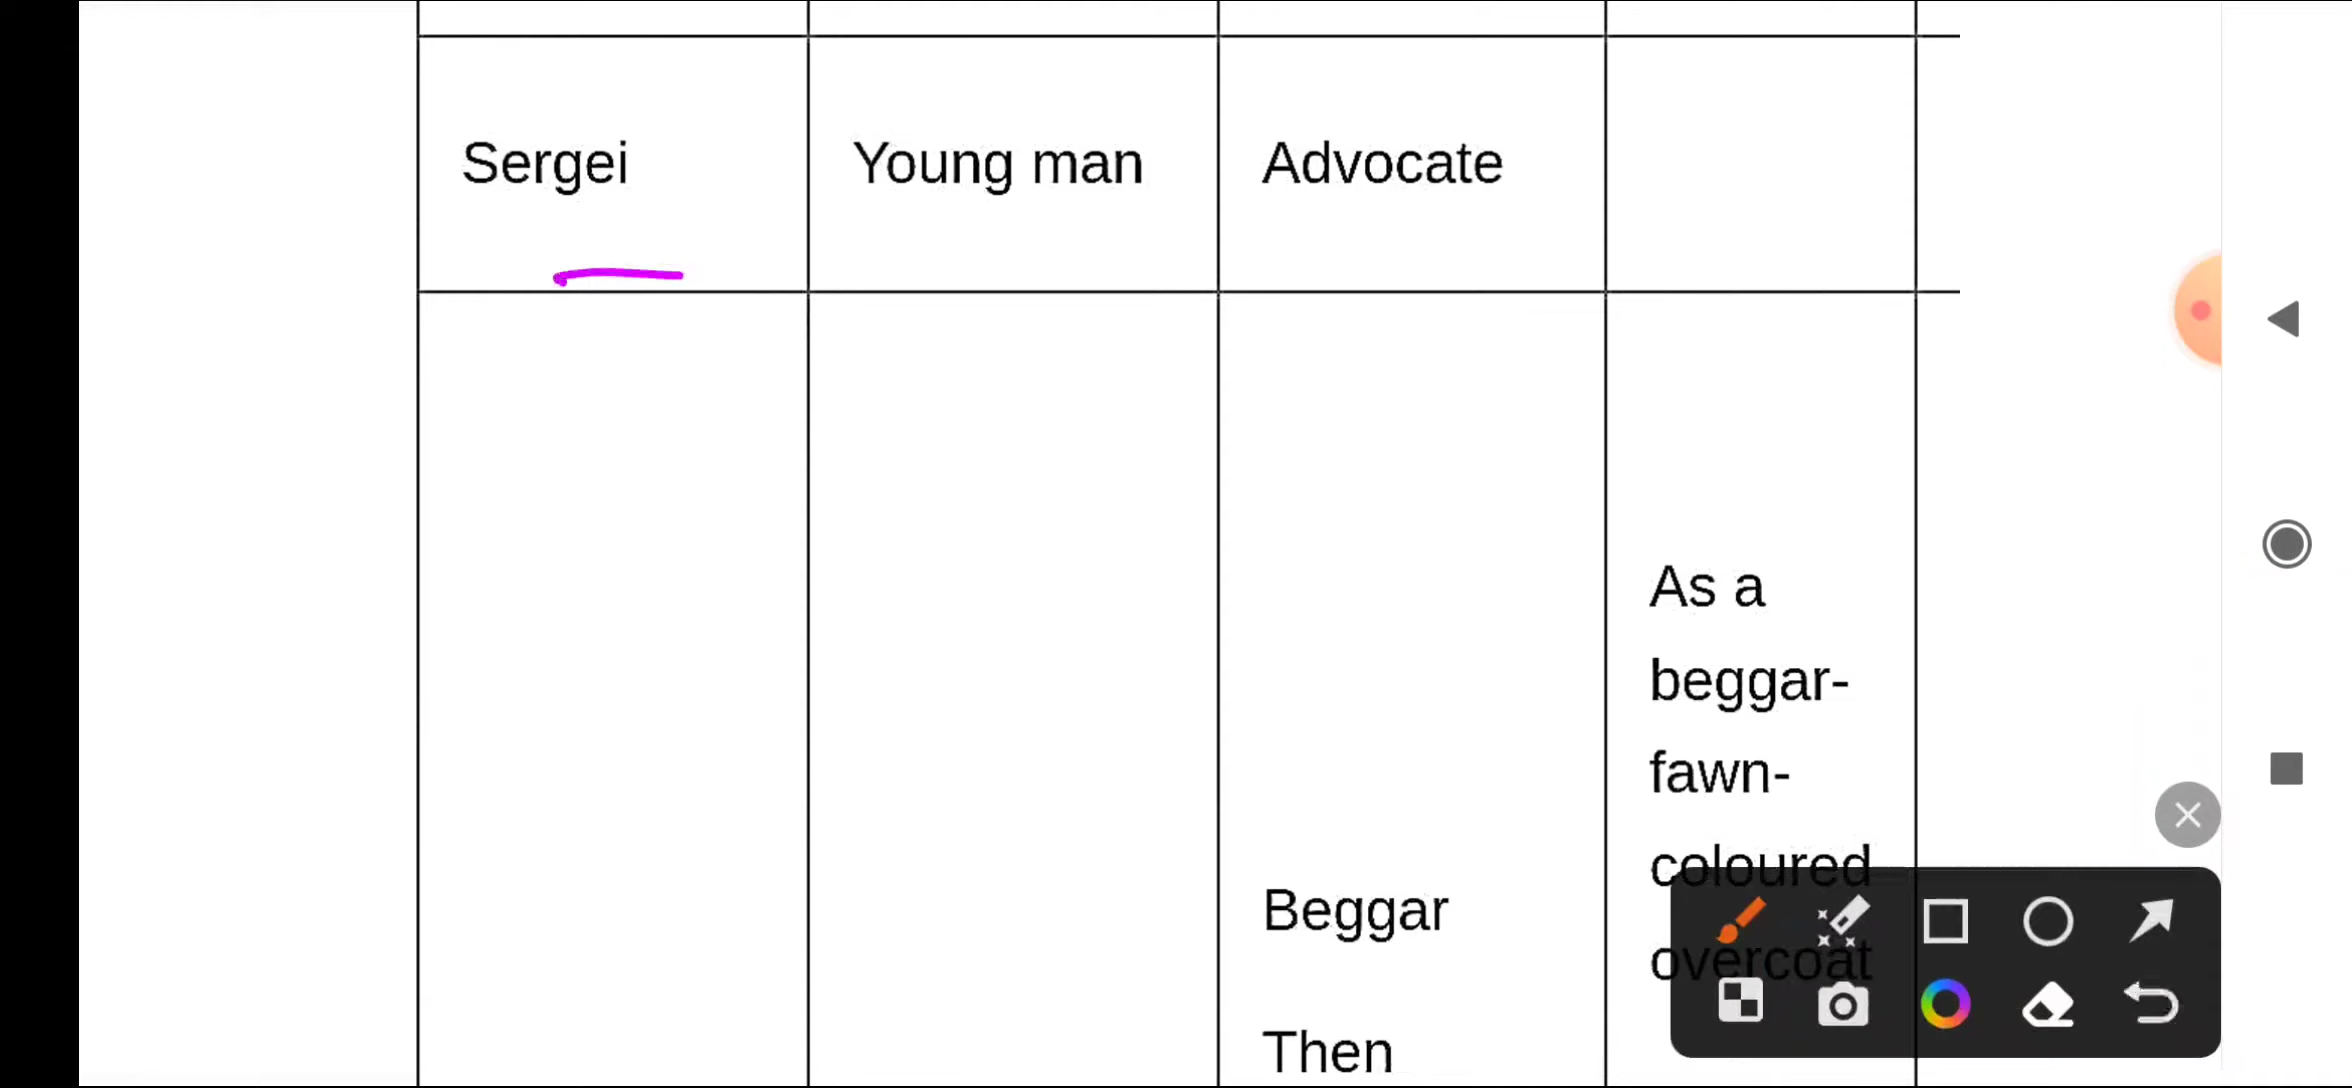 Sergei Young man Advocate
As a
beggar-
fawn-
coloured
overcoat
Beggar
Then